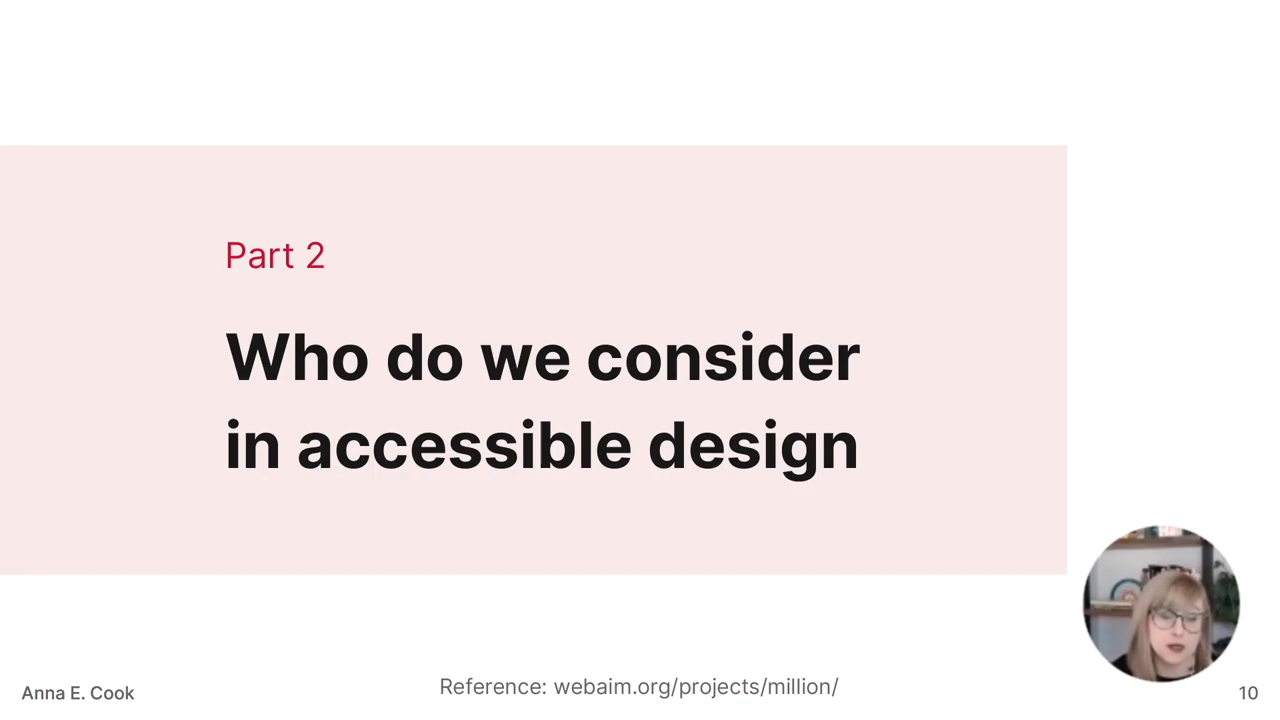 Part 2
Who do we consider
in accessible design
Anna E. Cook
Reference: webaim.org/projects/million/
10